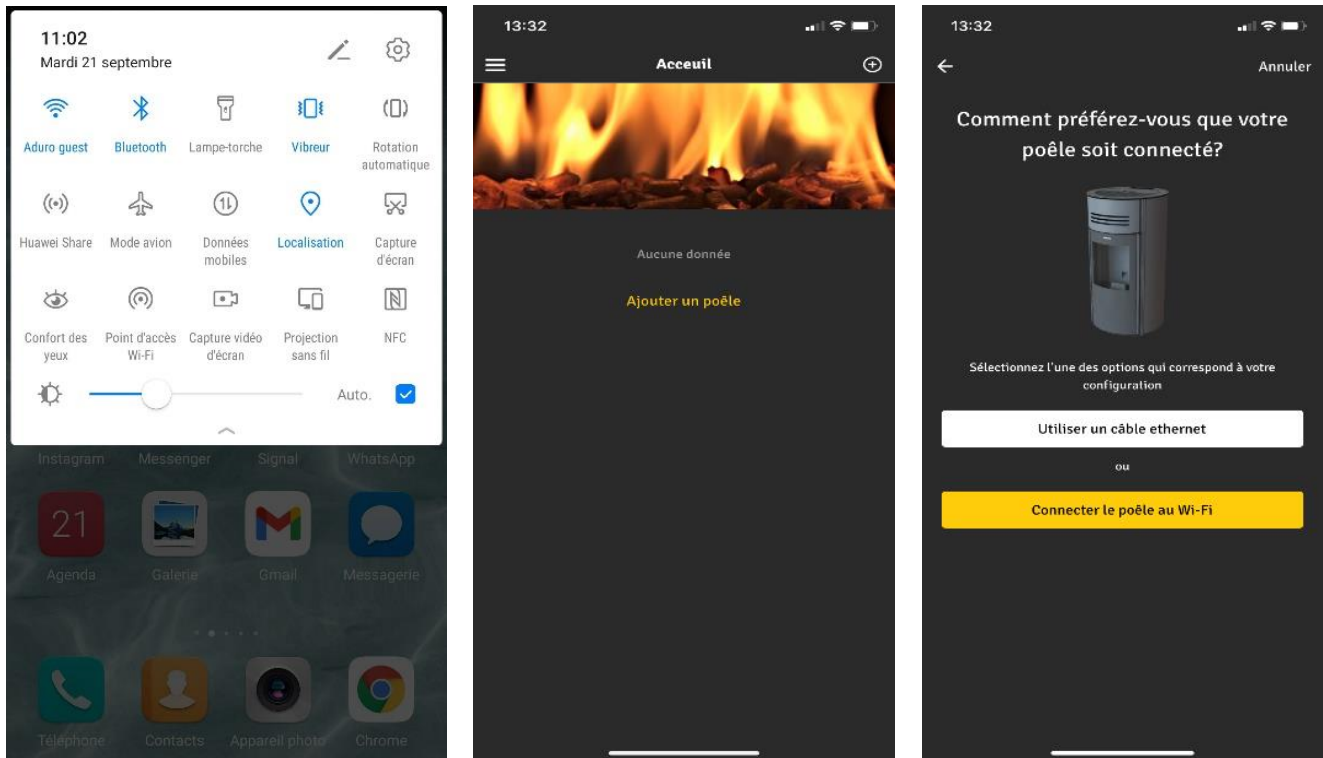 11:02
Mardi 21 septembre
Aduro guest
Bluetooth
Lampe-torche
Vibreur
Rotation
automatique
Huawei Share
Mode avion
Données
mobiles
Localisation
Capture
d'écran
Confort des
yeux
Point d'accès
Wi-Fi
Capture vidéo
d'écran
Projection
sans fil
NFC
Auto.
Instagram
Messenger
Signal
WhatsApp
21
Agenda
Galerie
Gmail
Messagerie
Téléphone
Contacts
Appareil photo
Chrome
13:32
Acceuil
Aucune donnée
Ajouter un poêle
13:32
Annuler
Comment préférez-vous que votre
poêle soit connecté?
Sélectionnez l'une des options qui correspond à votre
configuration
Utiliser un câble ethernet
ou
Connecter le poêle au Wi-Fi